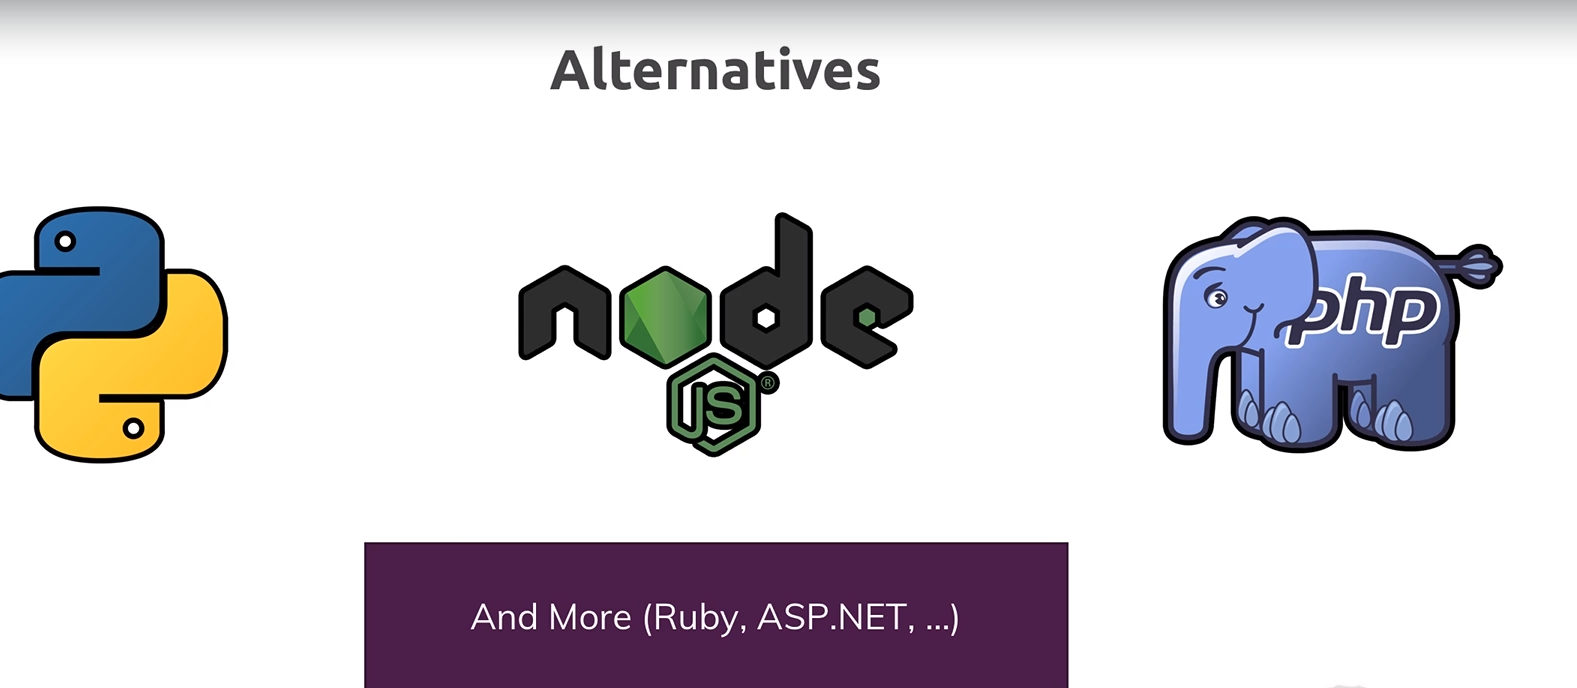 Alternatives
node
JS®
php
And More (Ruby, ASP.NET, ...)